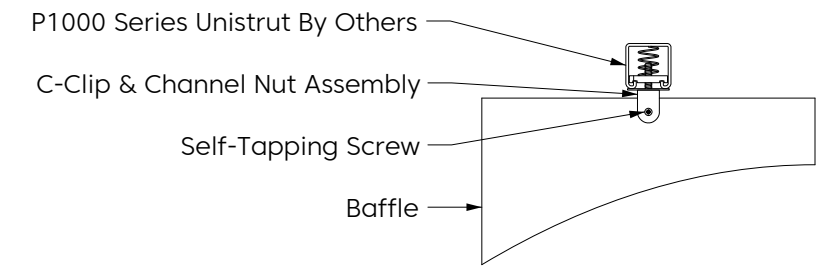 P1000 Series Unistrut By Others
C-Clip & Channel Nut Assembly
Self-Tapping Screw
Baffle